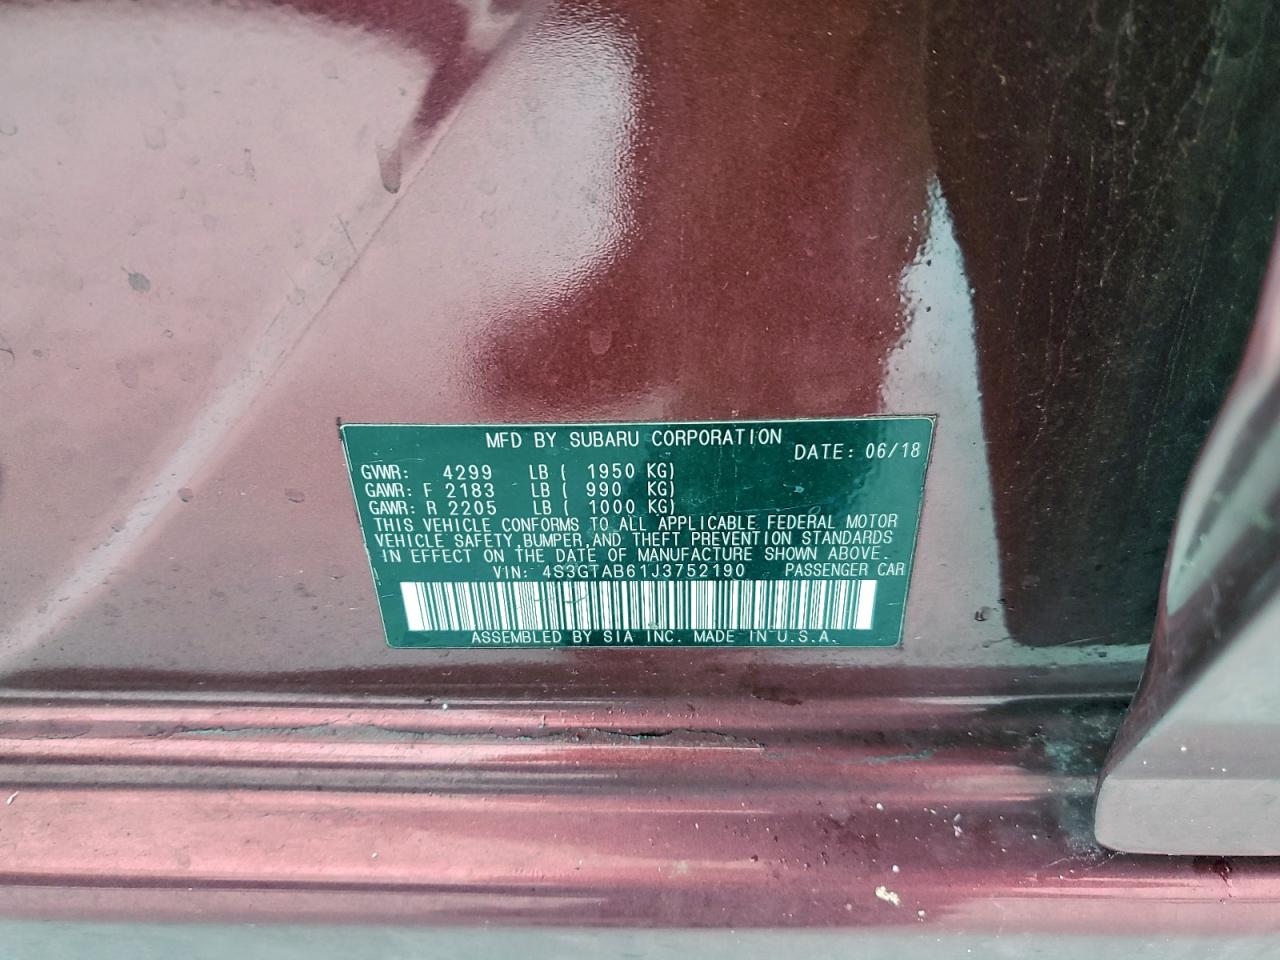 MFD BY SUBARU CORPORATION DATE: 06/18
GVWR: 4299 LB ( 1950 KG)
GAWR: F 2183 LB ( 990 KG)
GAWR: R 2205 LB ( 1000 KG)
THIS VEHICLE CONFORMS TO ALL APPLICABLE FEDERAL MOTOR
VEHICLE SAFETY,BUMPER,AND THEFT PREVENTION STANDARDS
IN EFFECT ON THE DATE OF MANUFACTURE SHOWN ABOVE.
VIN: 4S3GTAB61J3752190 PASSENGER CAR
ASSEMBLED BY SIA INC. MADE IN U.S.A.